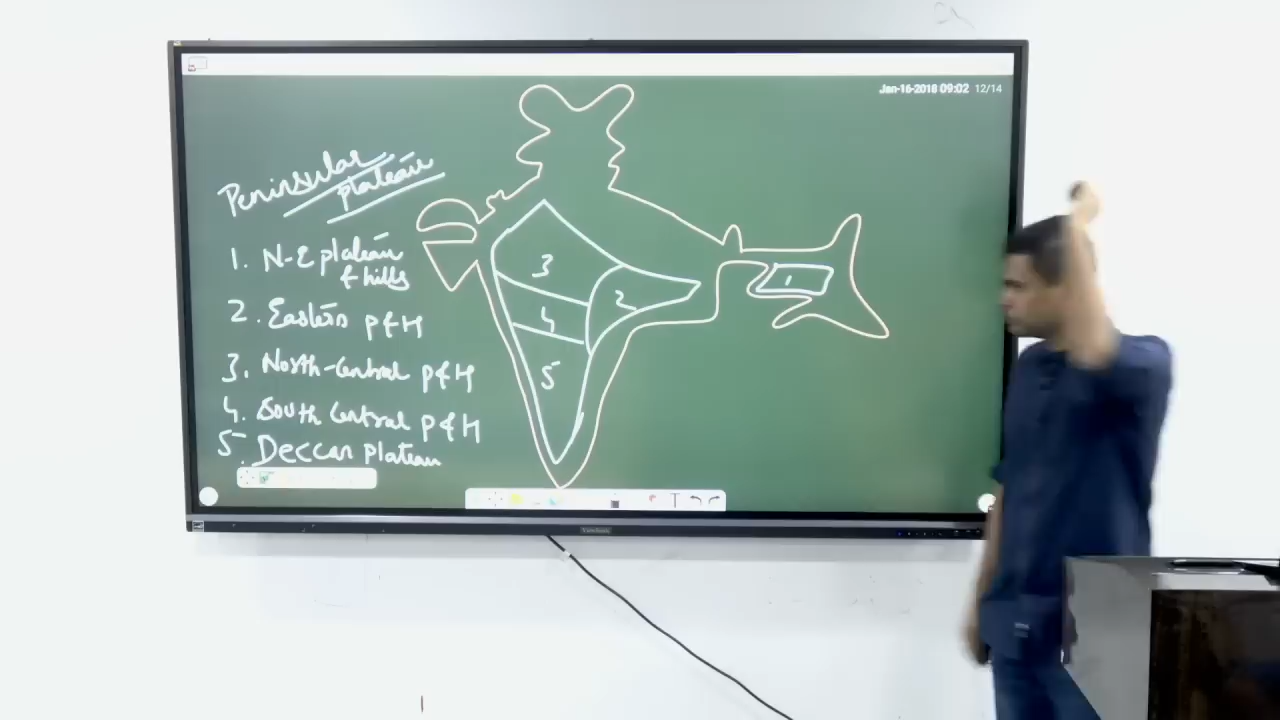 Jan-16-2018 09:02 12/14
Peninsular
plateau
1. N-E plateau
& hills
2. Eastern P & H
3. North-Central P & H
4. South Central P & H
5. Deccan plateau
3
2
4
5
1
T
ViewSonic